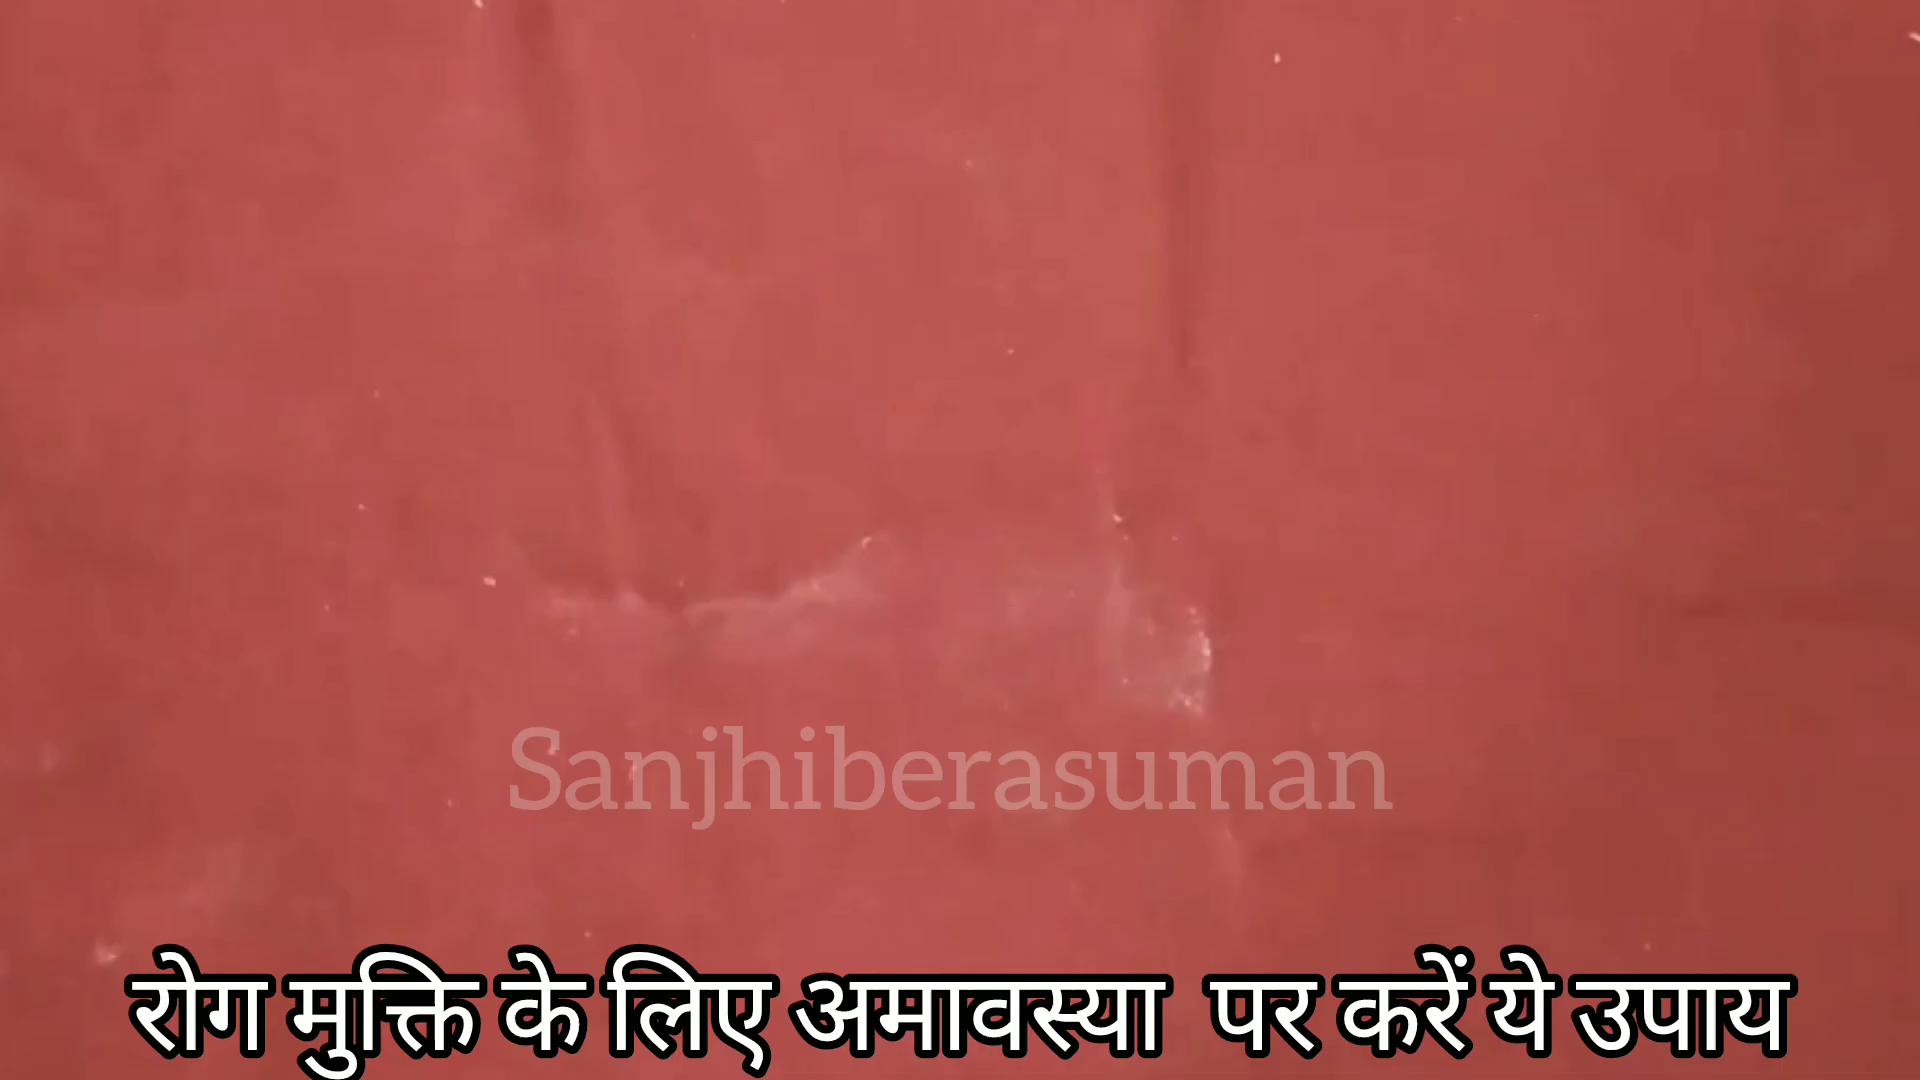 Sanjhiberasuman
रोग मुक्ति के लिए अमावस्या पर करें ये उपाय